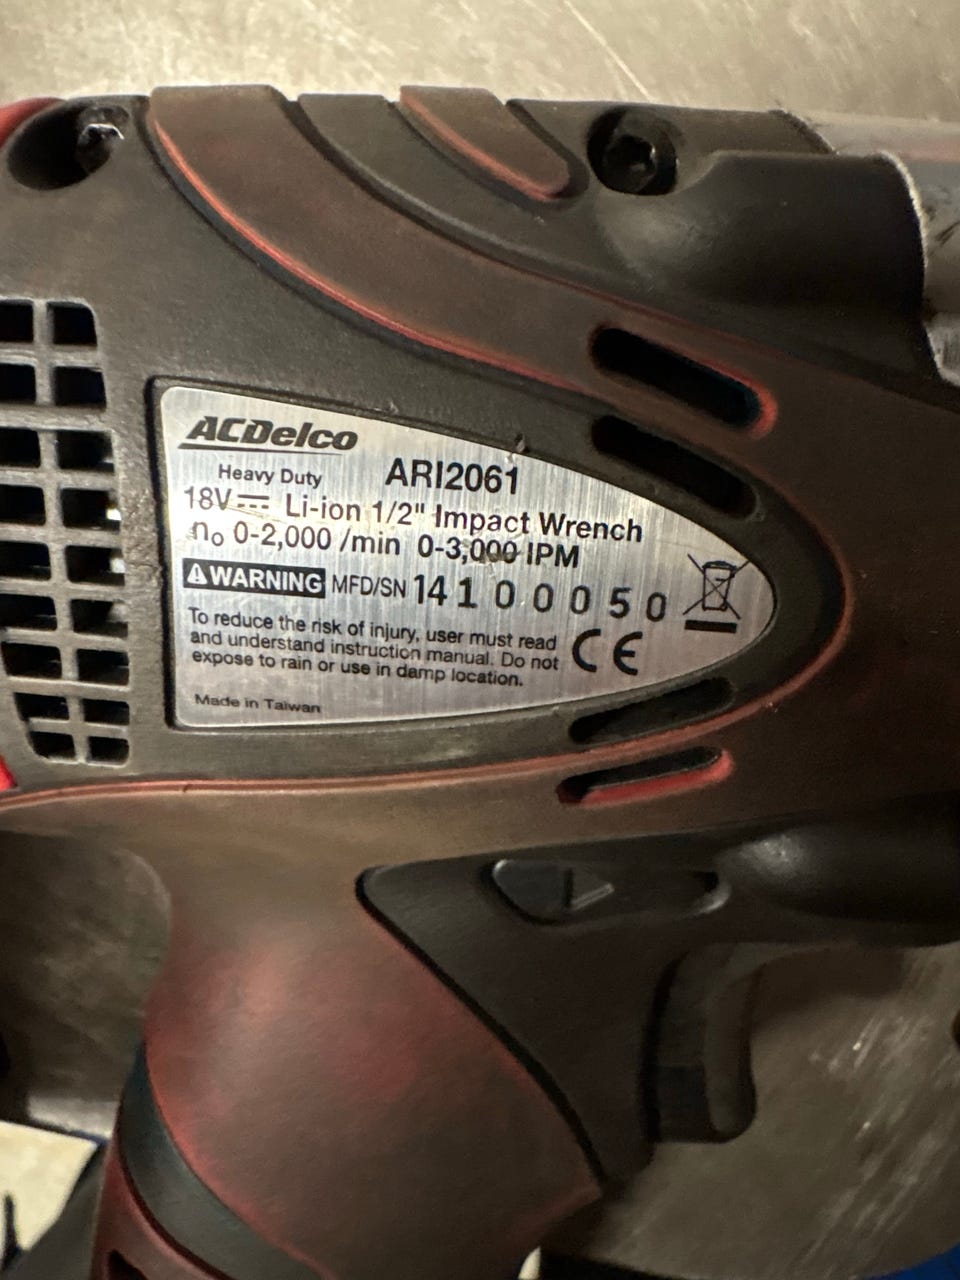 ACDelco
Heavy Duty ARI2061
18V Li-ion 1/2" Impact Wrench
no 0-2,000 /min 0-3,000 IPM
WARNING MFD/SN 14100050
To reduce the risk of injury, user must read
and understand instruction manual. Do not
expose to rain or use in damp location.
CE
Made in Taiwan